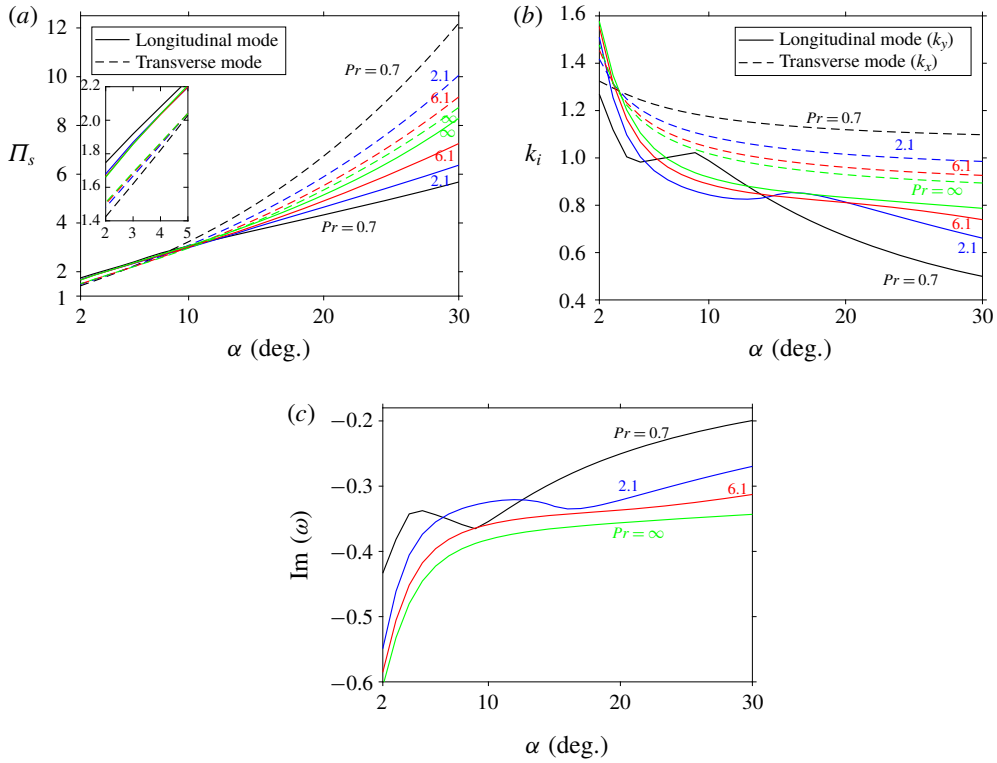 (a)
12
10
8
6
4
2
1
Π_s
Longitudinal mode
Transverse mode
2.2
2.0
1.8
1.6
1.4
2 3 4 5
Pr = 0.7
2.1
6.1
∞
∞
6.1
2.1
Pr = 0.7
2 10 20 30
α (deg.)
(b)
1.6
1.4
1.2
1.0
0.8
0.6
0.4
k_i
Longitudinal mode (k_y)
Transverse mode (k_x)
Pr = 0.7
2.1
6.1
Pr = ∞
6.1
2.1
Pr = 0.7
2 10 20 30
α (deg.)
(c)
−0.2
−0.3
−0.4
−0.5
−0.6
Im (ω)
Pr = 0.7
2.1
6.1
Pr = ∞
2 10 20 30
α (deg.)